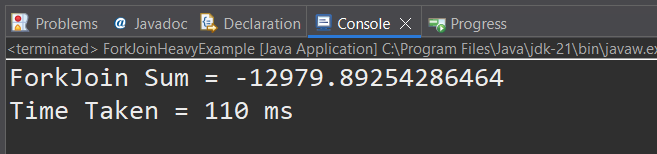 Problems @ Javadoc Declaration Console Progress
<terminated> ForkJoinHeavyExample [Java Application] C:\Program Files\Java\jdk-21\bin\javaw.ex
ForkJoin Sum = -12979.89254286464
Time Taken = 110 ms